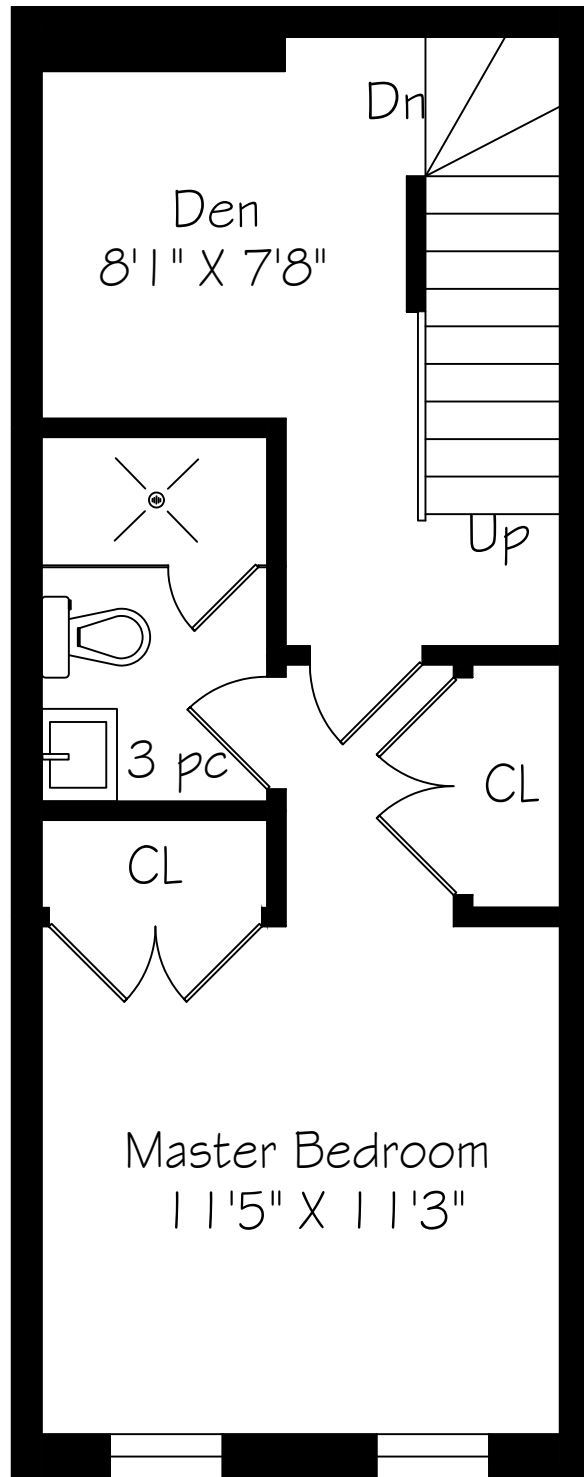 Dn
Den
8'1" X 7'8"
Up
3 pc
CL
CL
Master Bedroom
11'5" X 11'3"